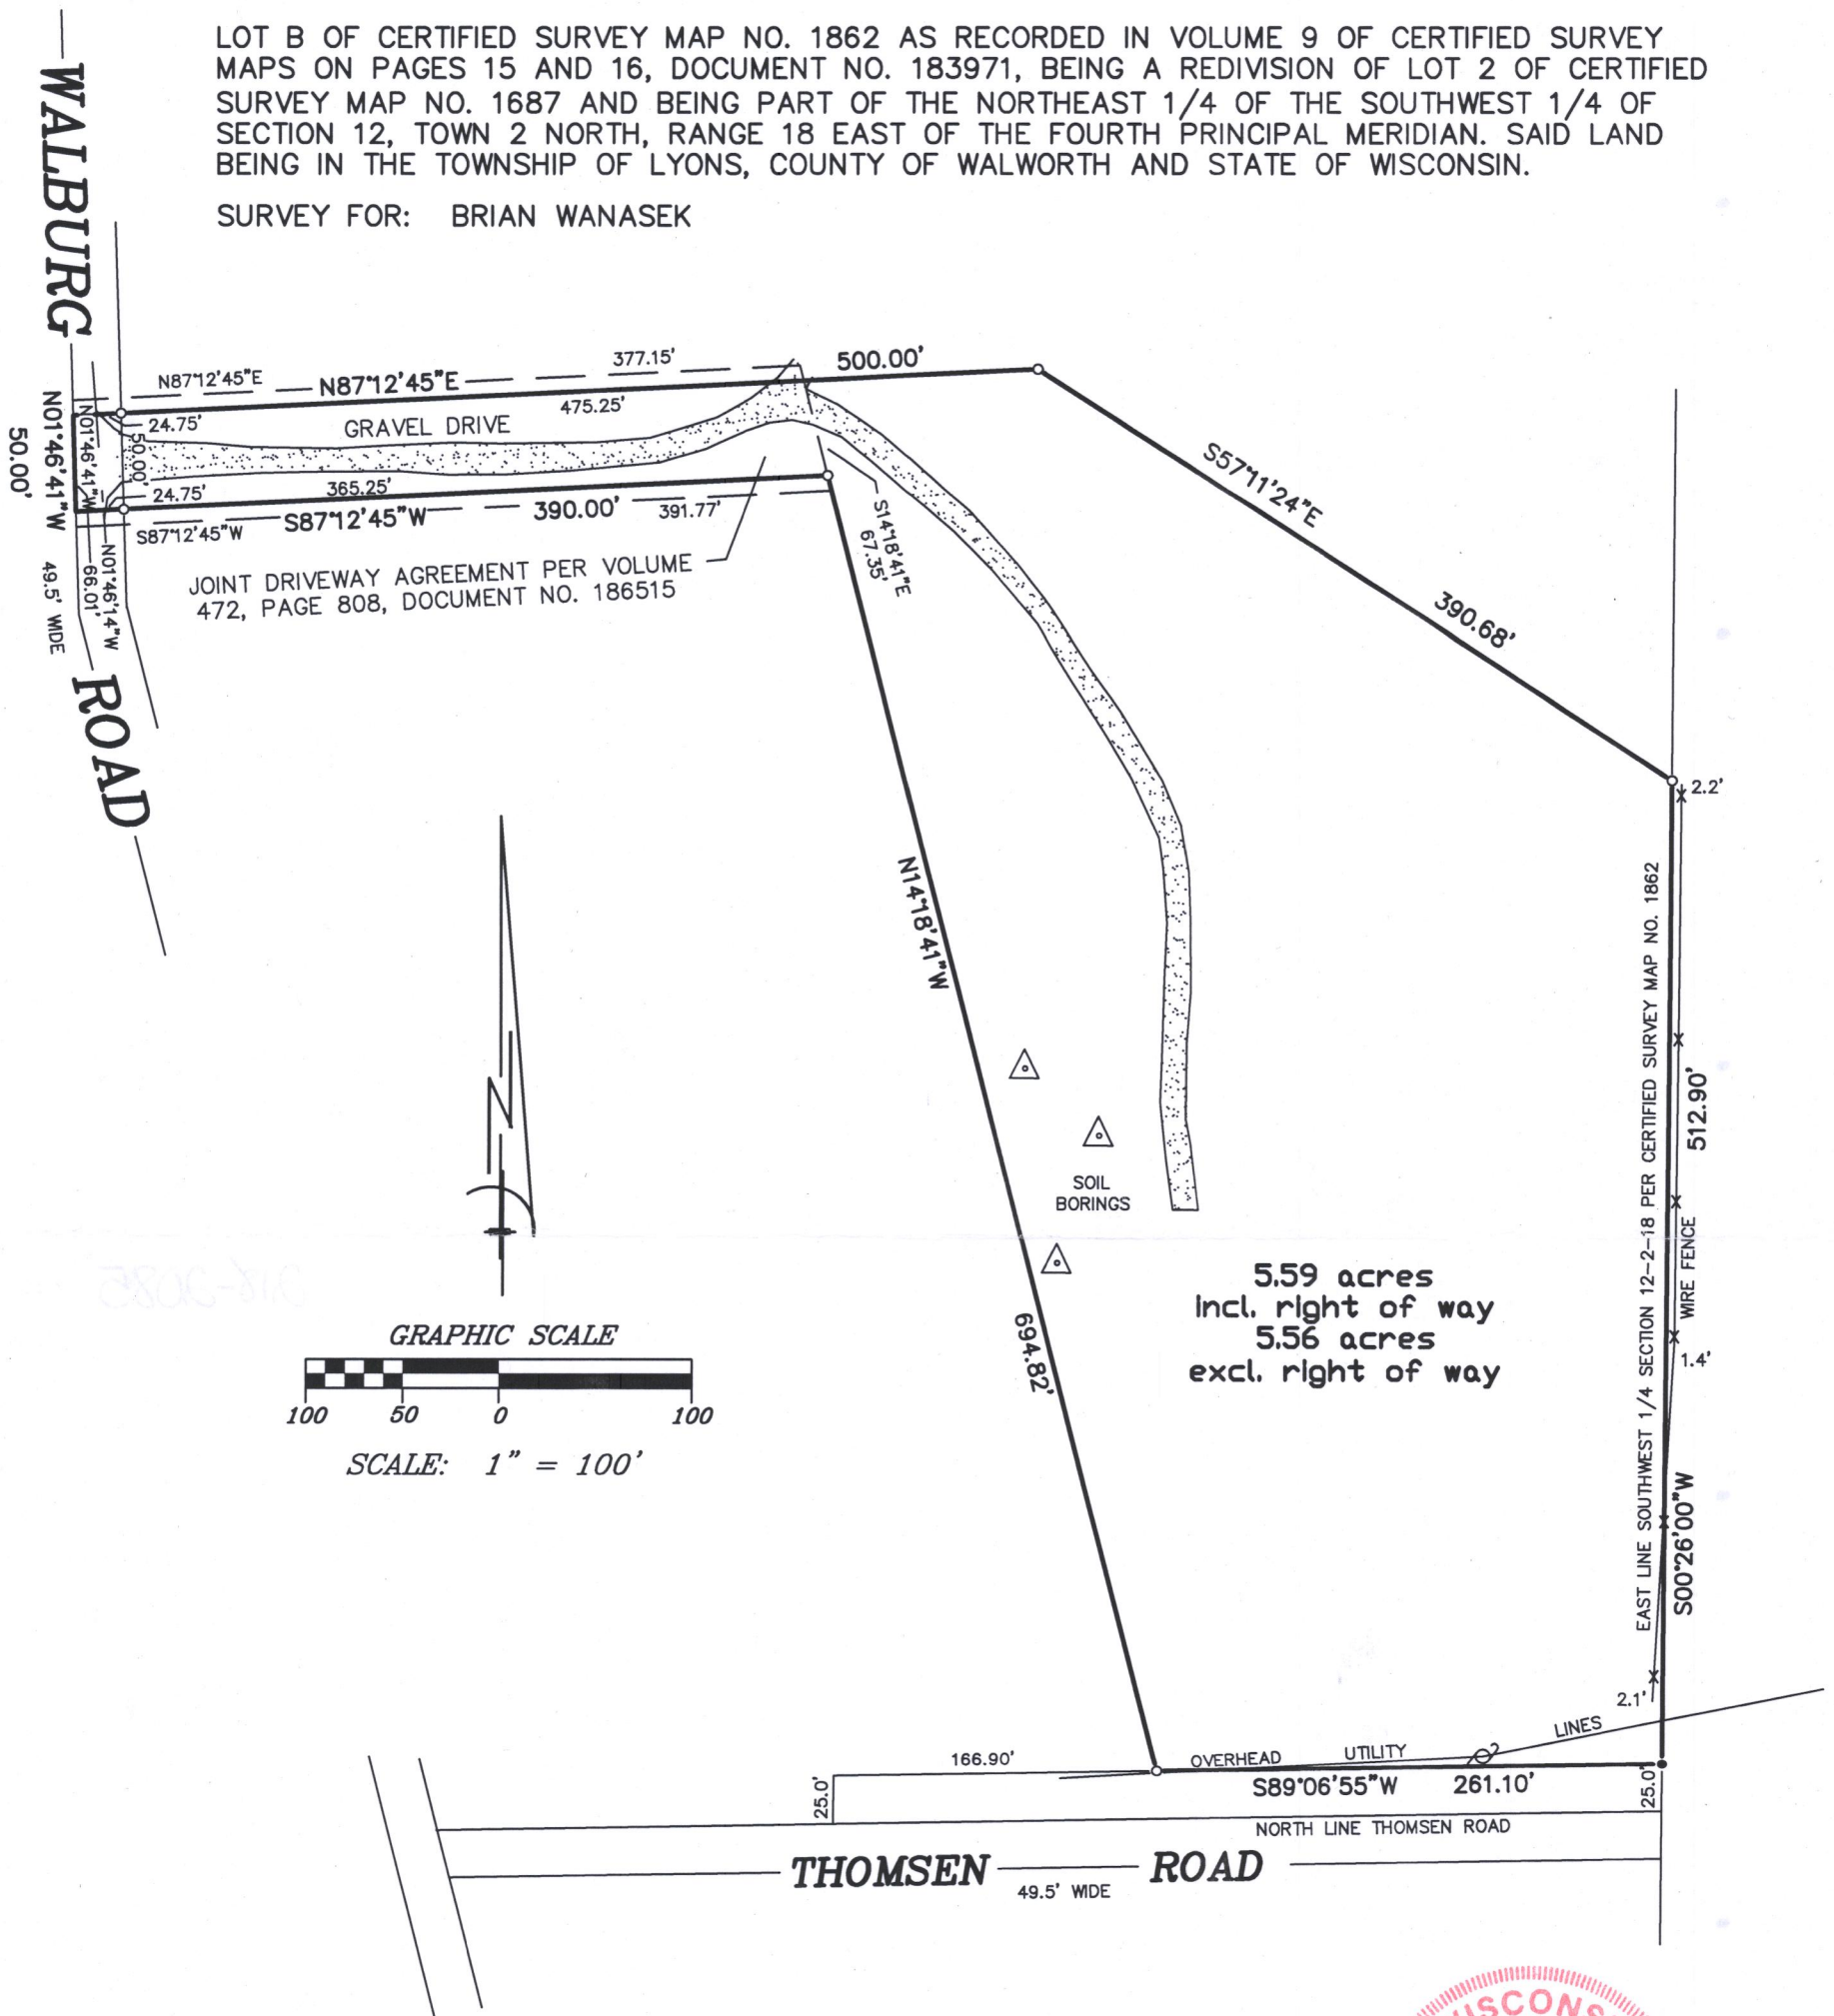 LOT B OF CERTIFIED SURVEY MAP NO. 1862 AS RECORDED IN VOLUME 9 OF CERTIFIED SURVEY
MAPS ON PAGES 15 AND 16, DOCUMENT NO. 183971, BEING A REDIVISION OF LOT 2 OF CERTIFIED
SURVEY MAP NO. 1687 AND BEING PART OF THE NORTHEAST 1/4 OF THE SOUTHWEST 1/4 OF
SECTION 12, TOWN 2 NORTH, RANGE 18 EAST OF THE FOURTH PRINCIPAL MERIDIAN. SAID LAND
BEING IN THE TOWNSHIP OF LYONS, COUNTY OF WALWORTH AND STATE OF WISCONSIN.
SURVEY FOR: BRIAN WANASEK
WALBURG ROAD
N01°46'41"W
50.00'
49.5' WIDE
N01°46'41"W
66.01'
N01°46'14"W
50.00'
N87°12'45"E
N87°12'45"E
377.15'
500.00'
24.75'
475.25'
GRAVEL DRIVE
24.75'
365.25'
S87°12'45"W
S87°12'45"W
390.00'
391.77'
S14°18'41"E
67.35'
JOINT DRIVEWAY AGREEMENT PER VOLUME
472, PAGE 808, DOCUMENT NO. 186515
S57°11'24"E
390.68'
2.2'
N14°18'41"W
694.82'
SOIL
BORINGS
EAST LINE SOUTHWEST 1/4 SECTION 12-2-18 PER CERTIFIED SURVEY MAP NO. 1862
512.90'
WIRE FENCE
1.4'
S00°26'00"W
2.1'
5.59 acres
incl. right of way
5.56 acres
excl. right of way
N
GRAPHIC SCALE
100 50 0 100
SCALE: 1" = 100'
166.90'
25.0'
OVERHEAD UTILITY LINES
S89°06'55"W 261.10'
25.0'
NORTH LINE THOMSEN ROAD
THOMSEN ROAD
49.5' WIDE